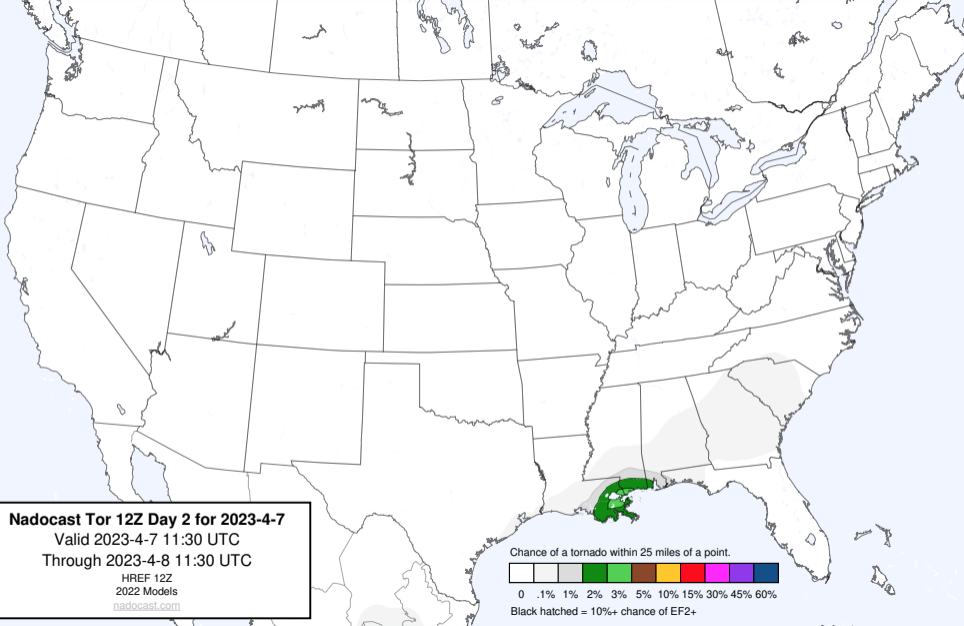 Nadocast Tor 12Z Day 2 for 2023-4-7
Valid 2023-4-7 11:30 UTC
Through 2023-4-8 11:30 UTC
HREF 12Z
2022 Models
nadocast.com
Chance of a tornado within 25 miles of a point.
0 .1% 1% 2% 3% 5% 10% 15% 30% 45% 60%
Black hatched = 10%+ chance of EF2+